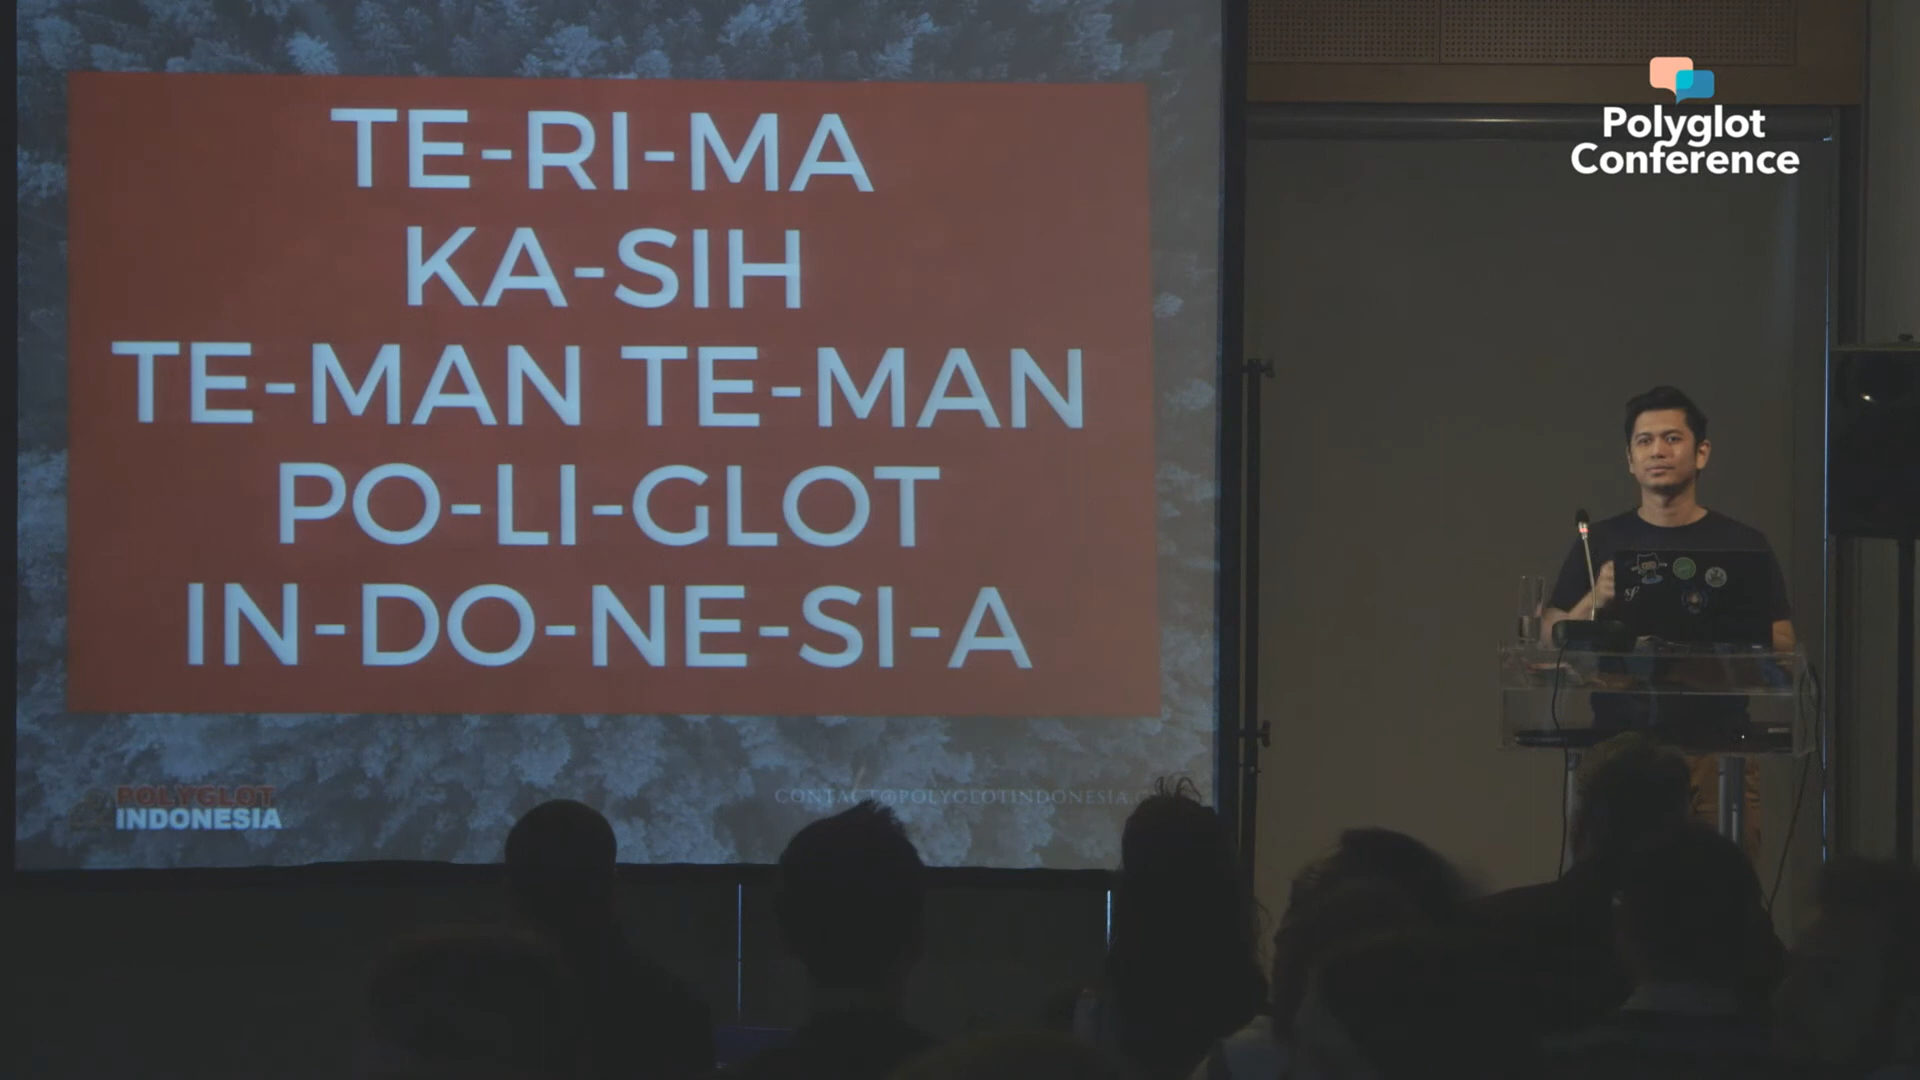 TE-RI-MA
KA-SIH
TE-MAN TE-MAN
PO-LI-GLOT
IN-DO-NE-SI-A
POLYGLOT
INDONESIA
Polyglot
Conference